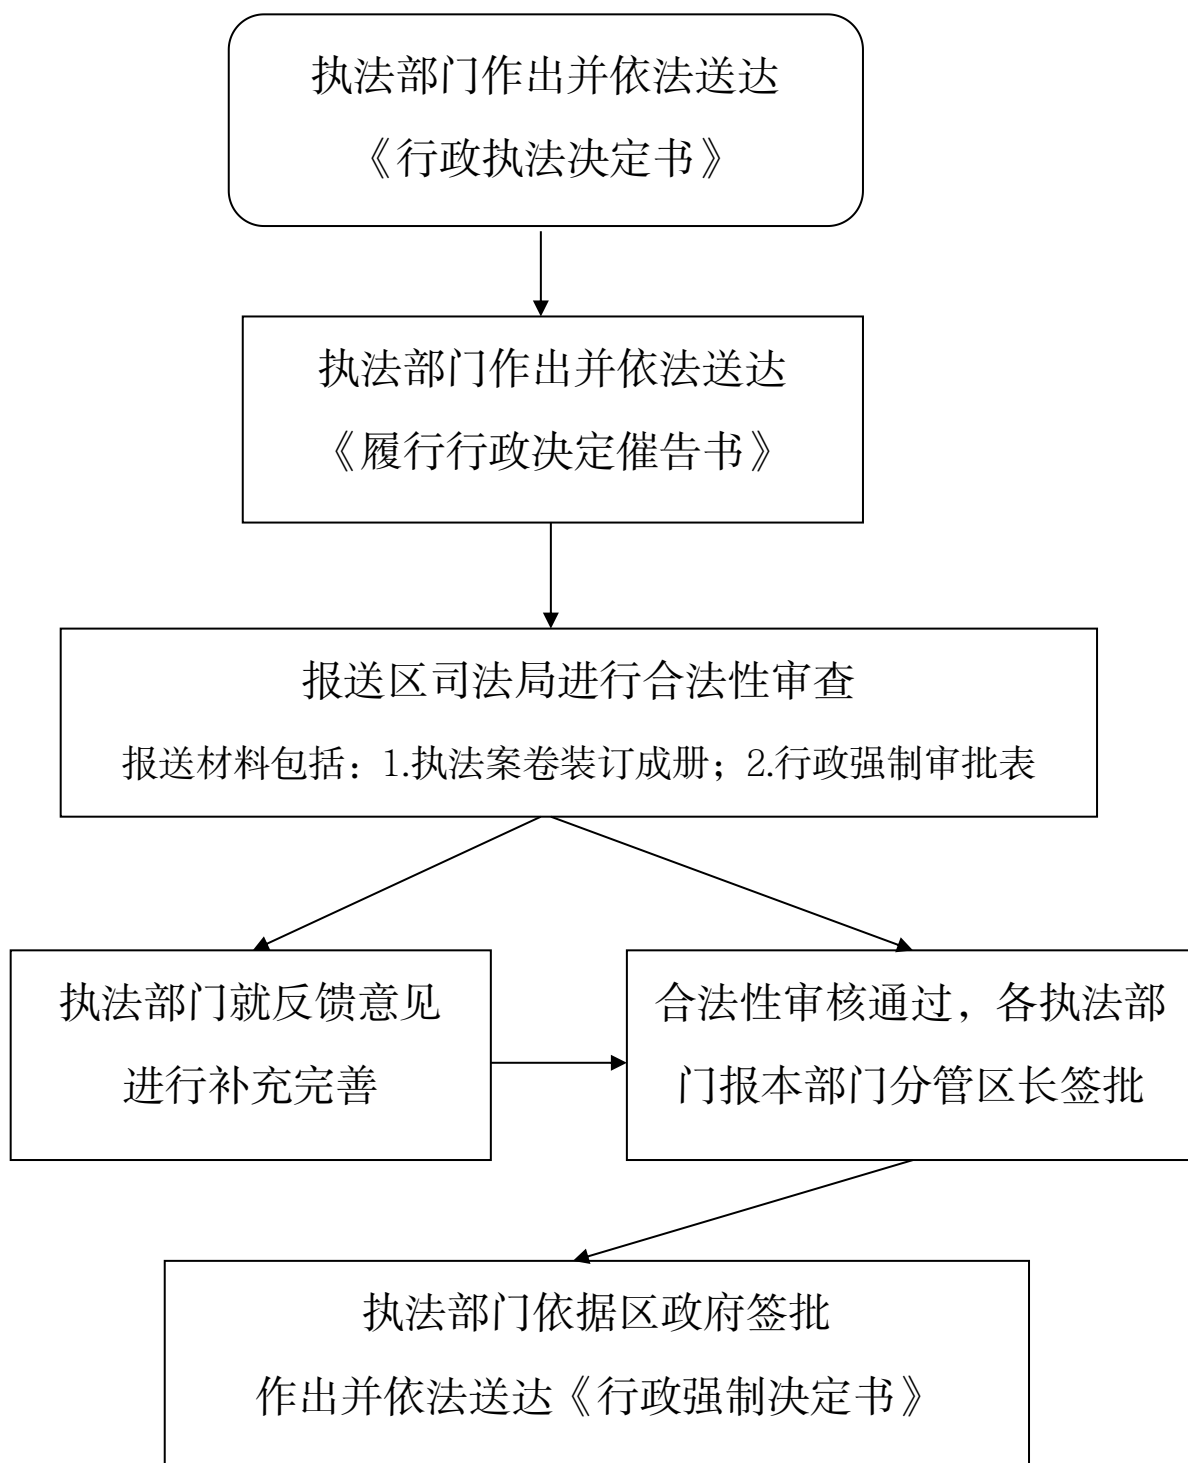 执法部门作出并依法送达
《行政执法决定书》
执法部门作出并依法送达
《履行行政决定催告书》
报送区司法局进行合法性审查
报送材料包括：1.执法案卷装订成册；2.行政强制审批表
执法部门就反馈意见
进行补充完善
合法性审核通过，各执法部
门报本部门分管区长签批
执法部门依据区政府签批
作出并依法送达《行政强制决定书》